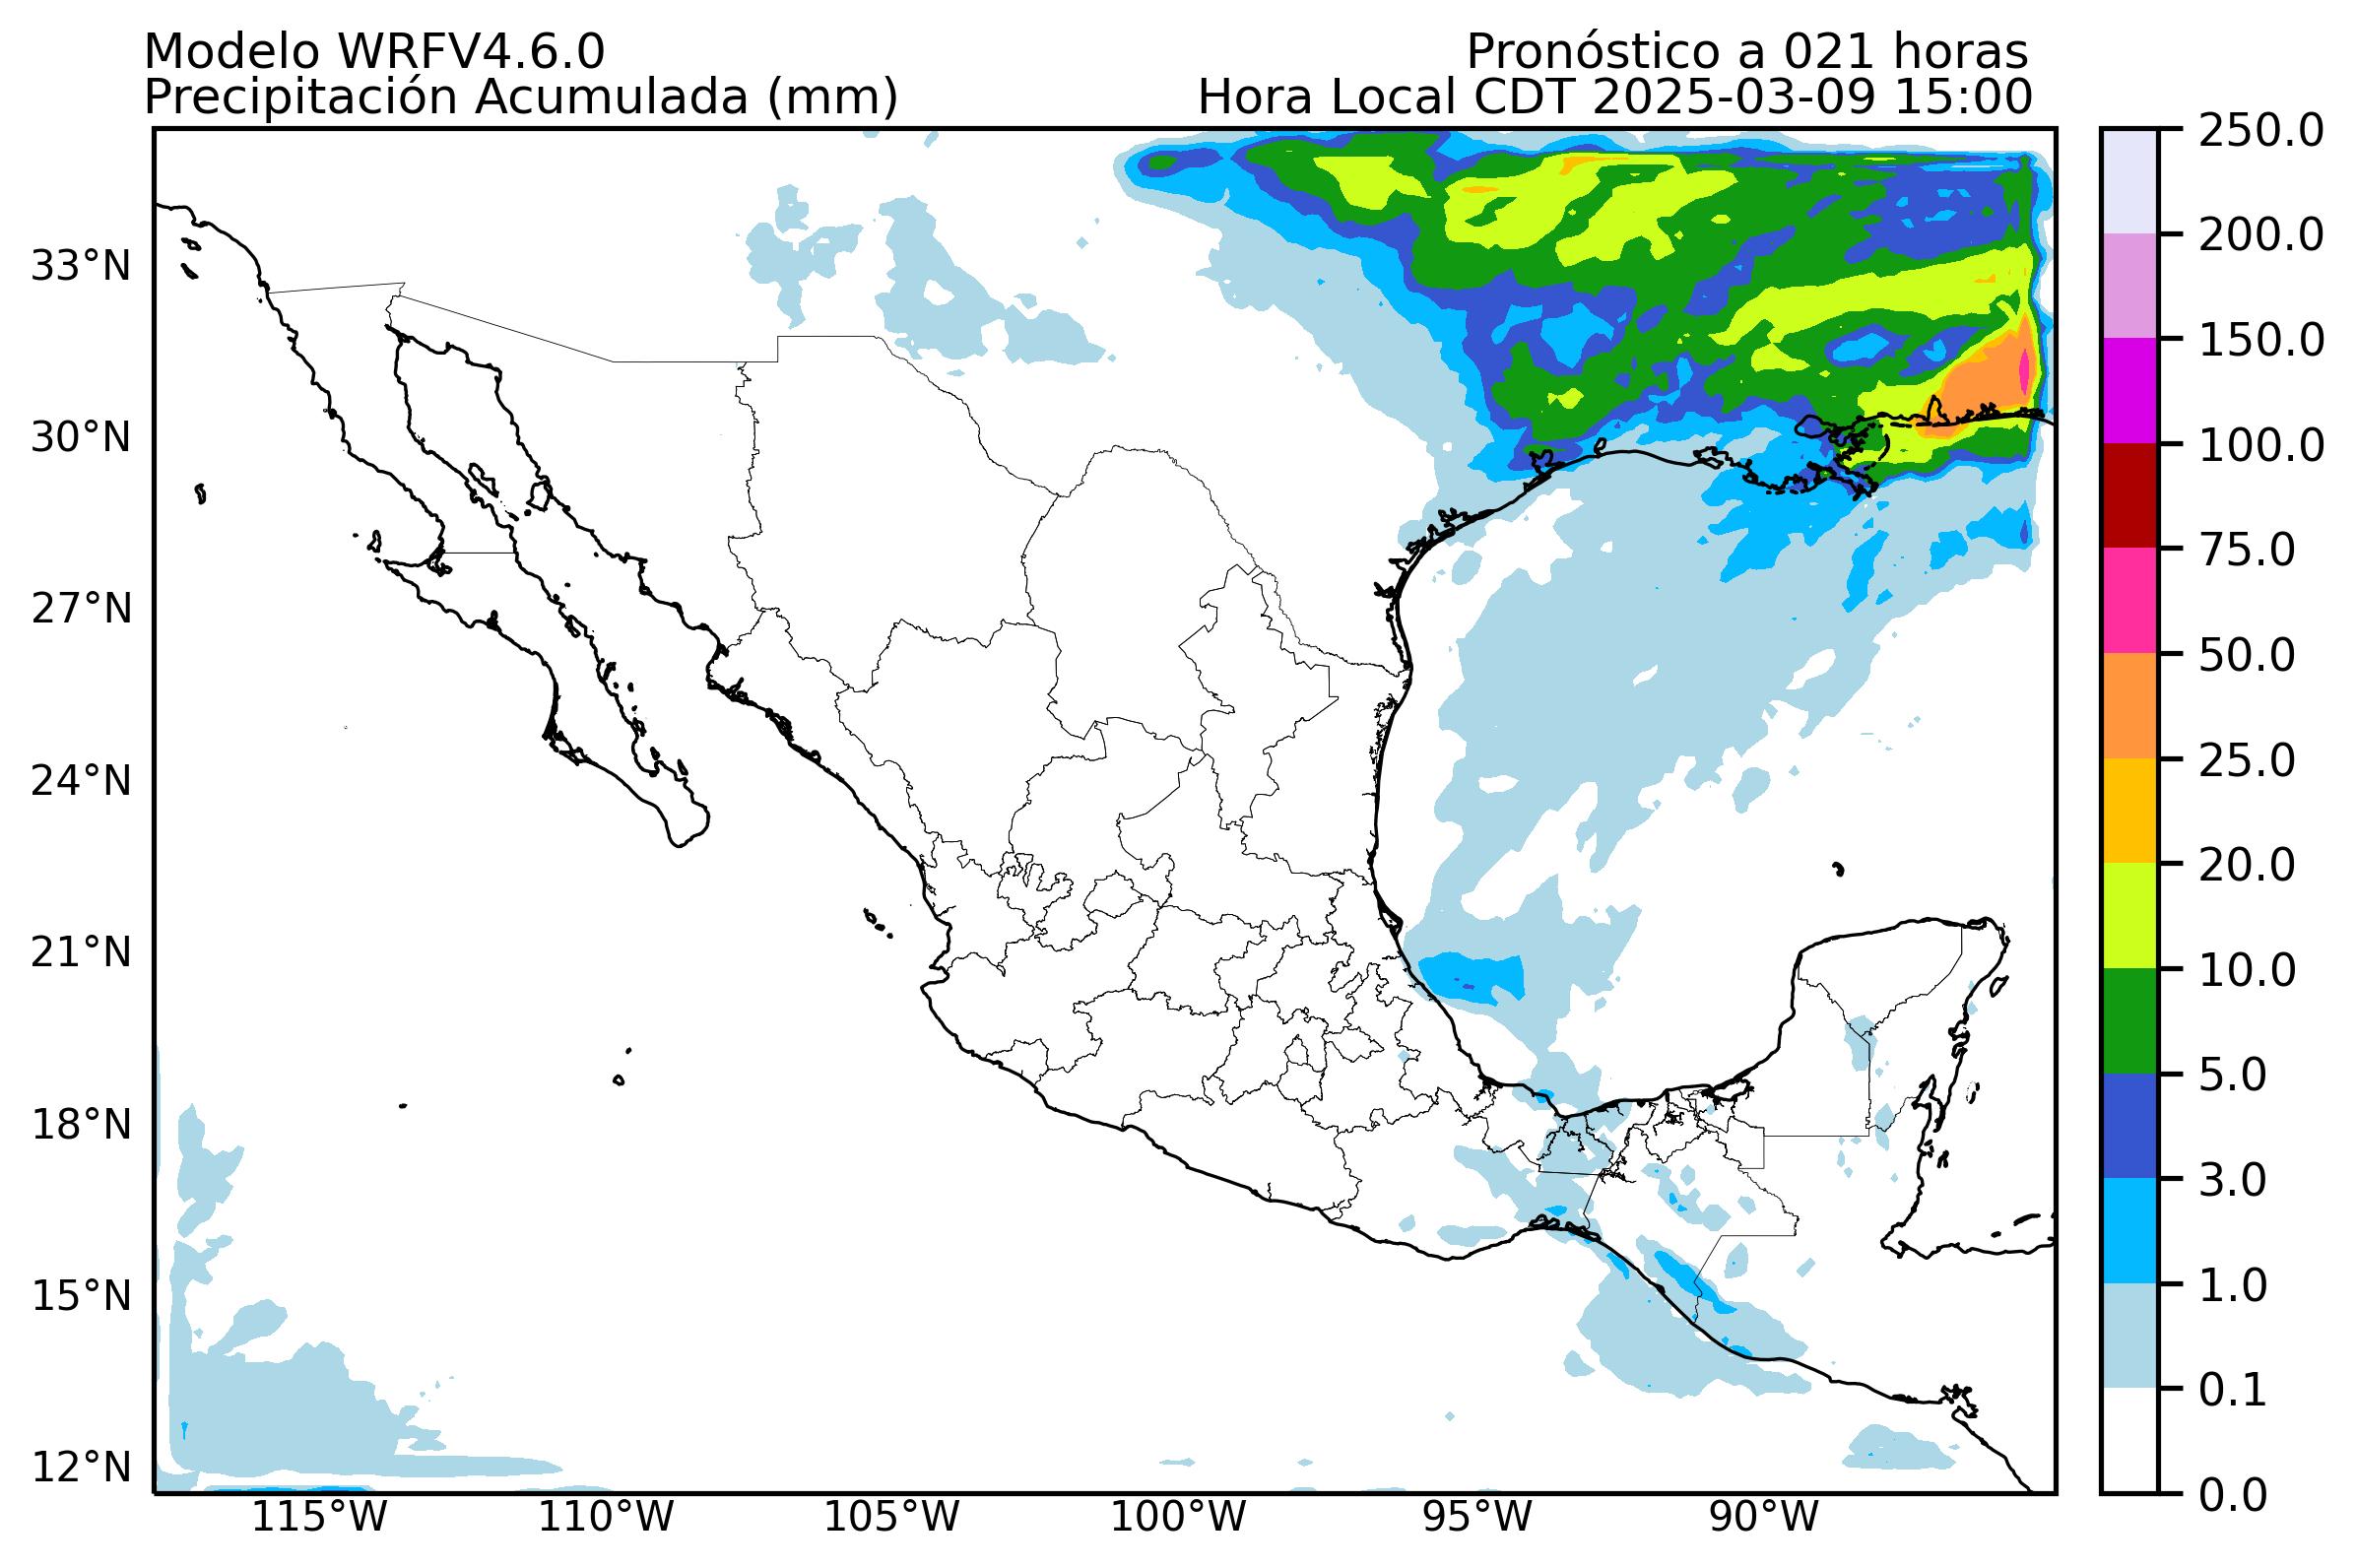 Modelo WRFV4.6.0
Pronóstico a 021 horas
Precipitación Acumulada (mm)
Hora Local CDT 2025-03-09 15:00
250.0
200.0
150.0
100.0
75.0
50.0
25.0
20.0
10.0
5.0
3.0
1.0
0.1
0.0
33°N
30°N
27°N
24°N
21°N
18°N
15°N
12°N
115°W
110°W
105°W
100°W
95°W
90°W